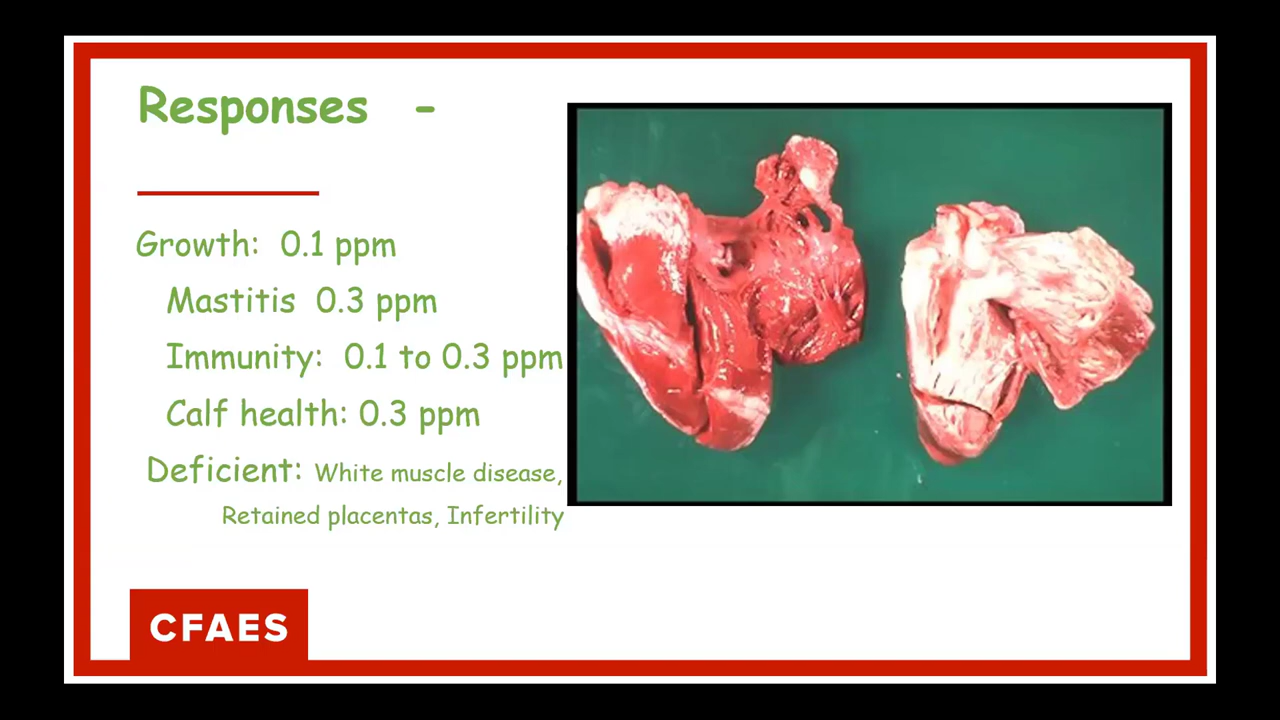 Responses -
Growth: 0.1 ppm
Mastitis 0.3 ppm
Immunity: 0.1 to 0.3 ppm
Calf health: 0.3 ppm
Deficient: White muscle disease,
Retained placentas, Infertility
CFAES